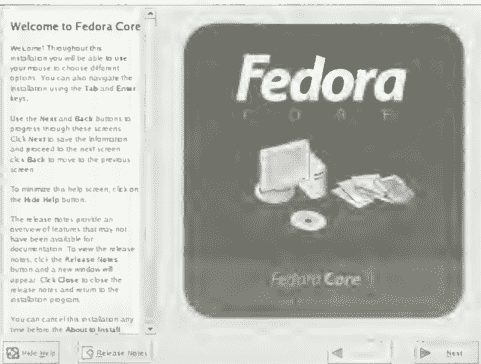 Welcome to Fedora Core
Welcome! Throughout this
installation you will be able to use
your mouse to choose different
options. You can also navigate the
installation using the Tab and Enter
keys.
Use the Next and Back buttons to
progress through these screens.
Click Next to save the information
and proceed to the next screen
click Back to move to the previous
screen
To minimize this help screen, click on
the Hide Help button.
The release notes provide an
overview of features that may not
have been available for
documentation. To view the release
notes, click the Release Notes
button and a new window will
appear. Click Close to close the
release notes and return to the
installation program.
You can cancel this installation any
time before the About to Install
Fedora
CORE
Fedora Core
Hide Help
Release Notes
Next